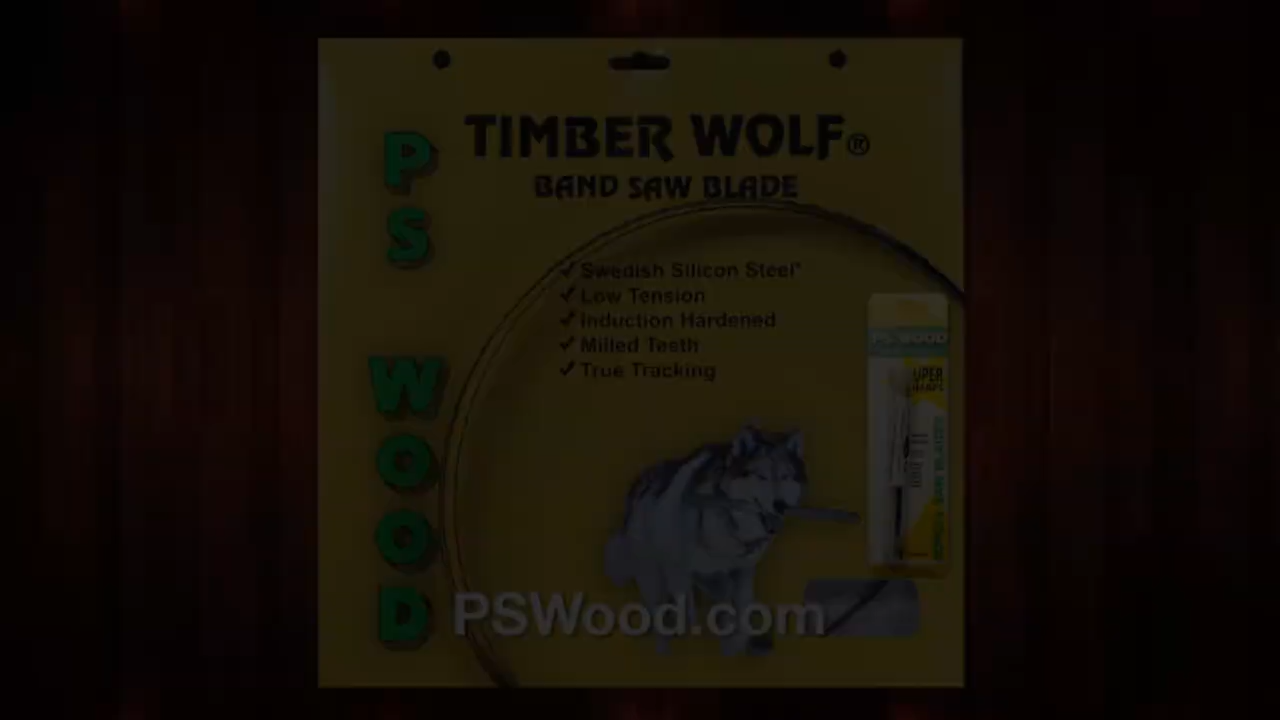 TIMBER WOLF®
BAND SAW BLADE
PS WOOD
✓ Swedish Silicon Steel*
✓ Low Tension
✓ Induction Hardened
✓ Milled Teeth
✓ True Tracking
PS WOOD
PSWood.com